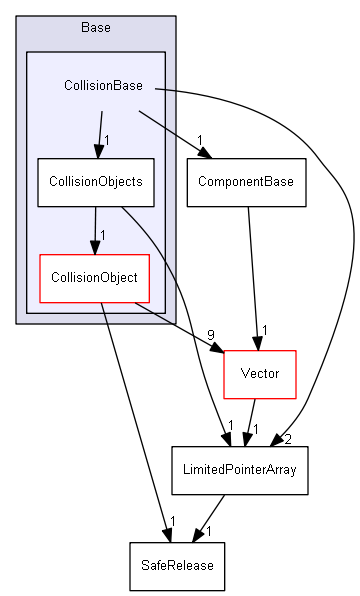 Base
CollisionBase
1
1
CollisionObjects
ComponentBase
1
CollisionObject
9
1
Vector
1
1
2
LimitedPointerArray
1
1
SafeRelease